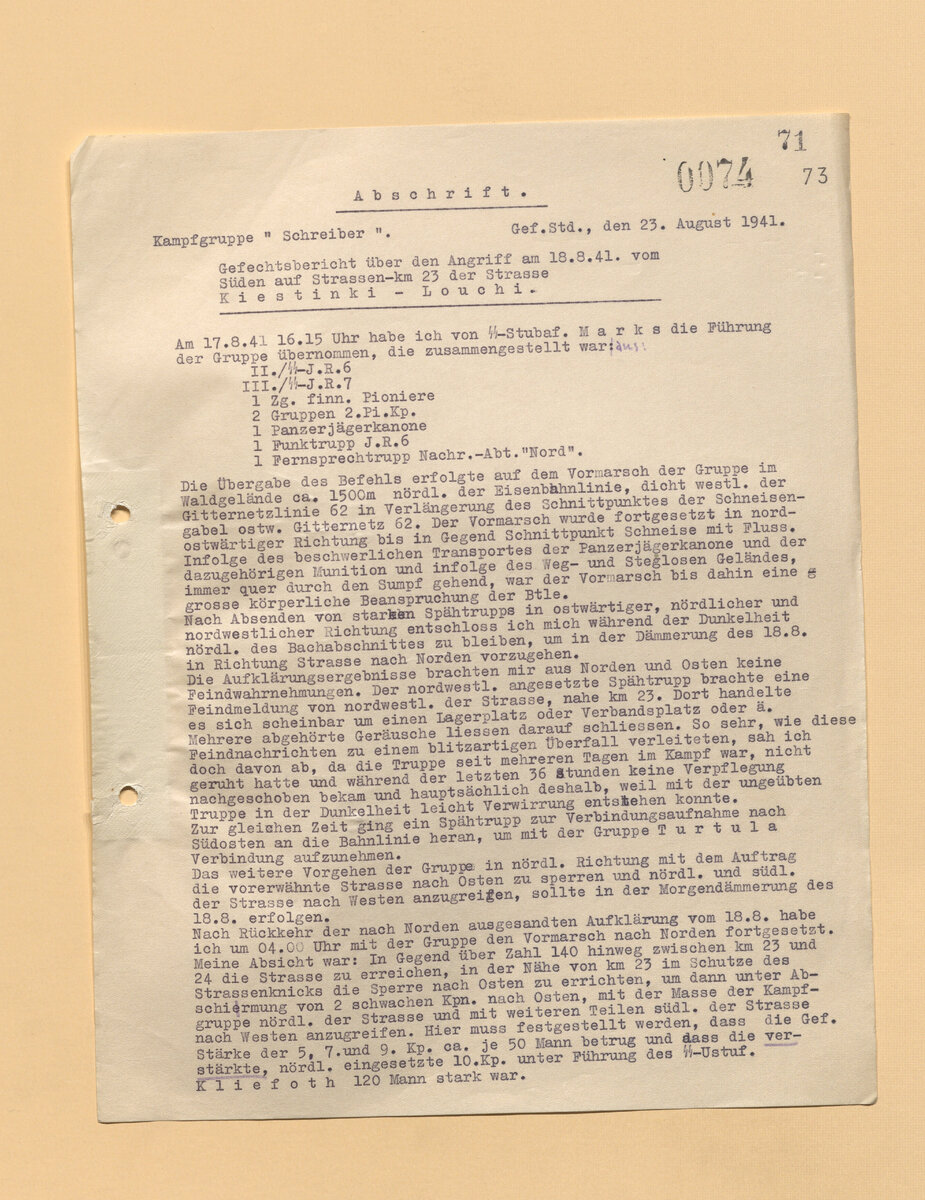 71
0074 73
A b s c h r i f t .
Kampfgruppe " Schreiber ". Gef.Std., den 23. August 1941.
Gefechtsbericht über den Angriff am 18.8.41. vom
Süden auf Strassen-km 23 der Strasse
K i e s t i n k i - L o u c h i .
Am 17.8.41 16.15 Uhr habe ich von ᛋᛋ-Stubaf. M a r k s die Führung
der Gruppe übernommen, die zusammengestellt war: aus:
II./ᛋᛋ-J.R.6
III./ᛋᛋ-J.R.7
1 Zg. finn. Pioniere
2 Gruppen 2.Pi.Kp.
1 Panzerjägerkanone
1 Funktrupp J.R.6
1 Fernsprechtrupp Nachr.-Abt."Nord".
Die Übergabe des Befehls erfolgte auf dem Vormarsch der Gruppe im
Waldgelände ca. 1500m nördl. der Eisenbahnlinie, dicht westl. der
Gitternetzlinie 62 in Verlängerung des Schnittpunktes der Schneisen-
gabel ostw. Gitternetz 62. Der Vormarsch wurde fortgesetzt in nord-
ostwärtiger Richtung bis in Gegend Schnittpunkt Schneise mit Fluss.
Infolge des beschwerlichen Transportes der Panzerjägerkanone und der
dazugehörigen Munition und infolge des Weg- und Steglosen Geländes,
immer quer durch den Sumpf gehend, war der Vormarsch bis dahin eine g
grosse körperliche Beanspruchung der Btle.
Nach Absenden von starken Spähtrupps in ostwärtiger, nördlicher und
nordwestlicher Richtung entschloss ich mich während der Dunkelheit
nördl. des Bachabschnittes zu bleiben, um in der Dämmerung des 18.8.
in Richtung Strasse nach Norden vorzugehen.
Die Aufklärungsergebnisse brachten mir aus Norden und Osten keine
Feindwahrnehmungen. Der nordwestl. angesetzte Spähtrupp brachte eine
Feindmeldung von nordwestl. der Strasse, nahe km 23. Dort handelte
es sich scheinbar um einen Lagerplatz oder Verbandsplatz oder ä.
Mehrere abgehörte Geräusche liessen darauf schliessen. So sehr, wie diese
Feindnachrichten zu einem blitzartigen Überfall verleiteten, sah ich
doch davon ab, da die Truppe seit mehreren Tagen im Kampf war, nicht
geruht hatte und während der letzten 36 Stunden keine Verpflegung
nachgeschoben bekam und hauptsächlich deshalb, weil mit der ungeübten
Truppe in der Dunkelheit leicht Verwirrung entstehen konnte.
Zur gleichen Zeit ging ein Spähtrupp zur Verbindungsaufnahme nach
Südosten an die Bahnlinie heran, um mit der Gruppe T u r t u l a
Verbindung aufzunehmen.
Das weitere Vorgehen der Gruppe in nördl. Richtung mit dem Auftrag
die vorerwähnte Strasse nach Osten zu sperren und nördl. und südl.
der Strasse nach Westen anzugreifen, sollte in der Morgendämmerung des
18.8. erfolgen.
Nach Rückkehr der nach Norden ausgesandten Aufklärung vom 18.8. habe
ich um 04.00 Uhr mit der Gruppe den Vormarsch nach Norden fortgesetzt.
Meine Absicht war: In Gegend über Zahl 140 hinweg zwischen km 23 und
24 die Strasse zu erreichen, in der Nähe von km 23 im Schutze des
Strassenknicks die Sperre nach Osten zu errichten, um dann unter Ab-
schiermung von 2 schwachen Kpn. nach Osten, mit der Masse der Kampf-
gruppe nördl. der Strasse und mit weiteren Teilen südl. der Strasse
nach Westen anzugreifen. Hier muss festgestellt werden, dass die Gef.
Stärke der 5, 7.und 9. Kp. ca. je 50 Mann betrug und dass die ver-
stärkte, nördl. eingesetzte 10.Kp. unter Führung des ᛋᛋ-Ustuf.
K l i e f o t h 120 Mann stark war.